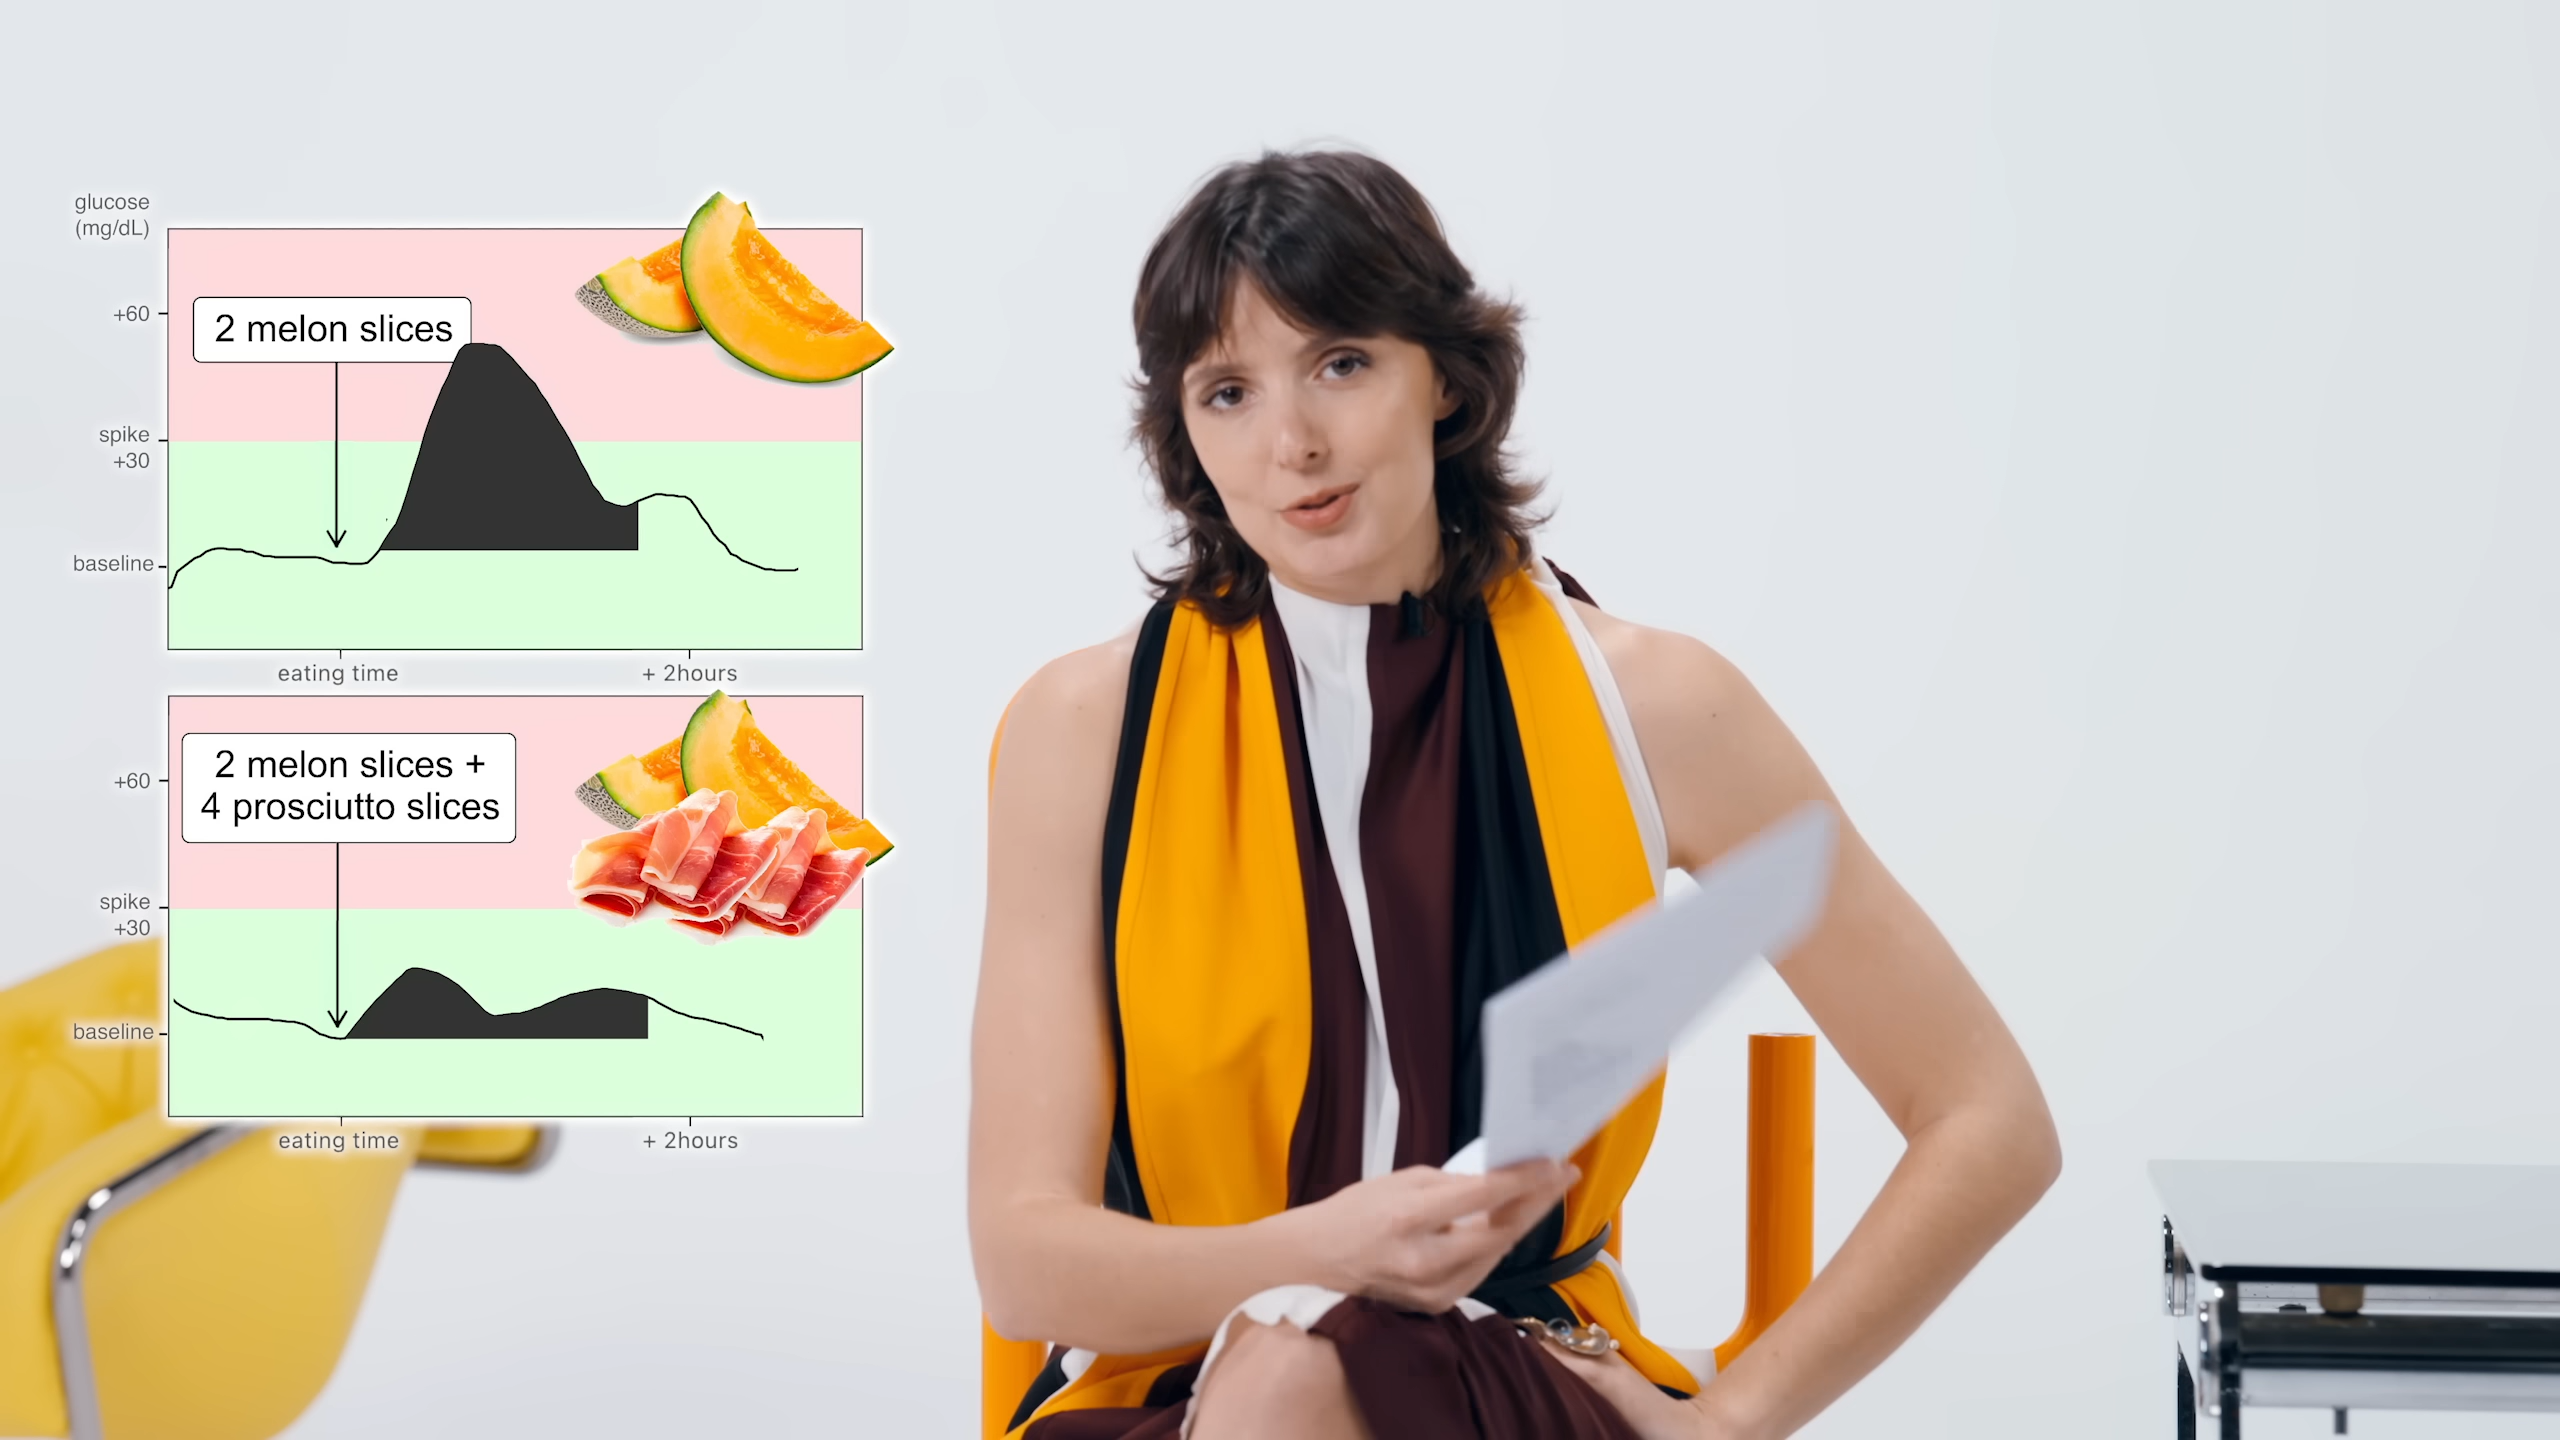 glucose
(mg/dL)
+60
2 melon slices
spike
+30
baseline
eating time
+ 2hours
2 melon slices +
4 prosciutto slices
+60
spike
+30
baseline
eating time
+ 2hours